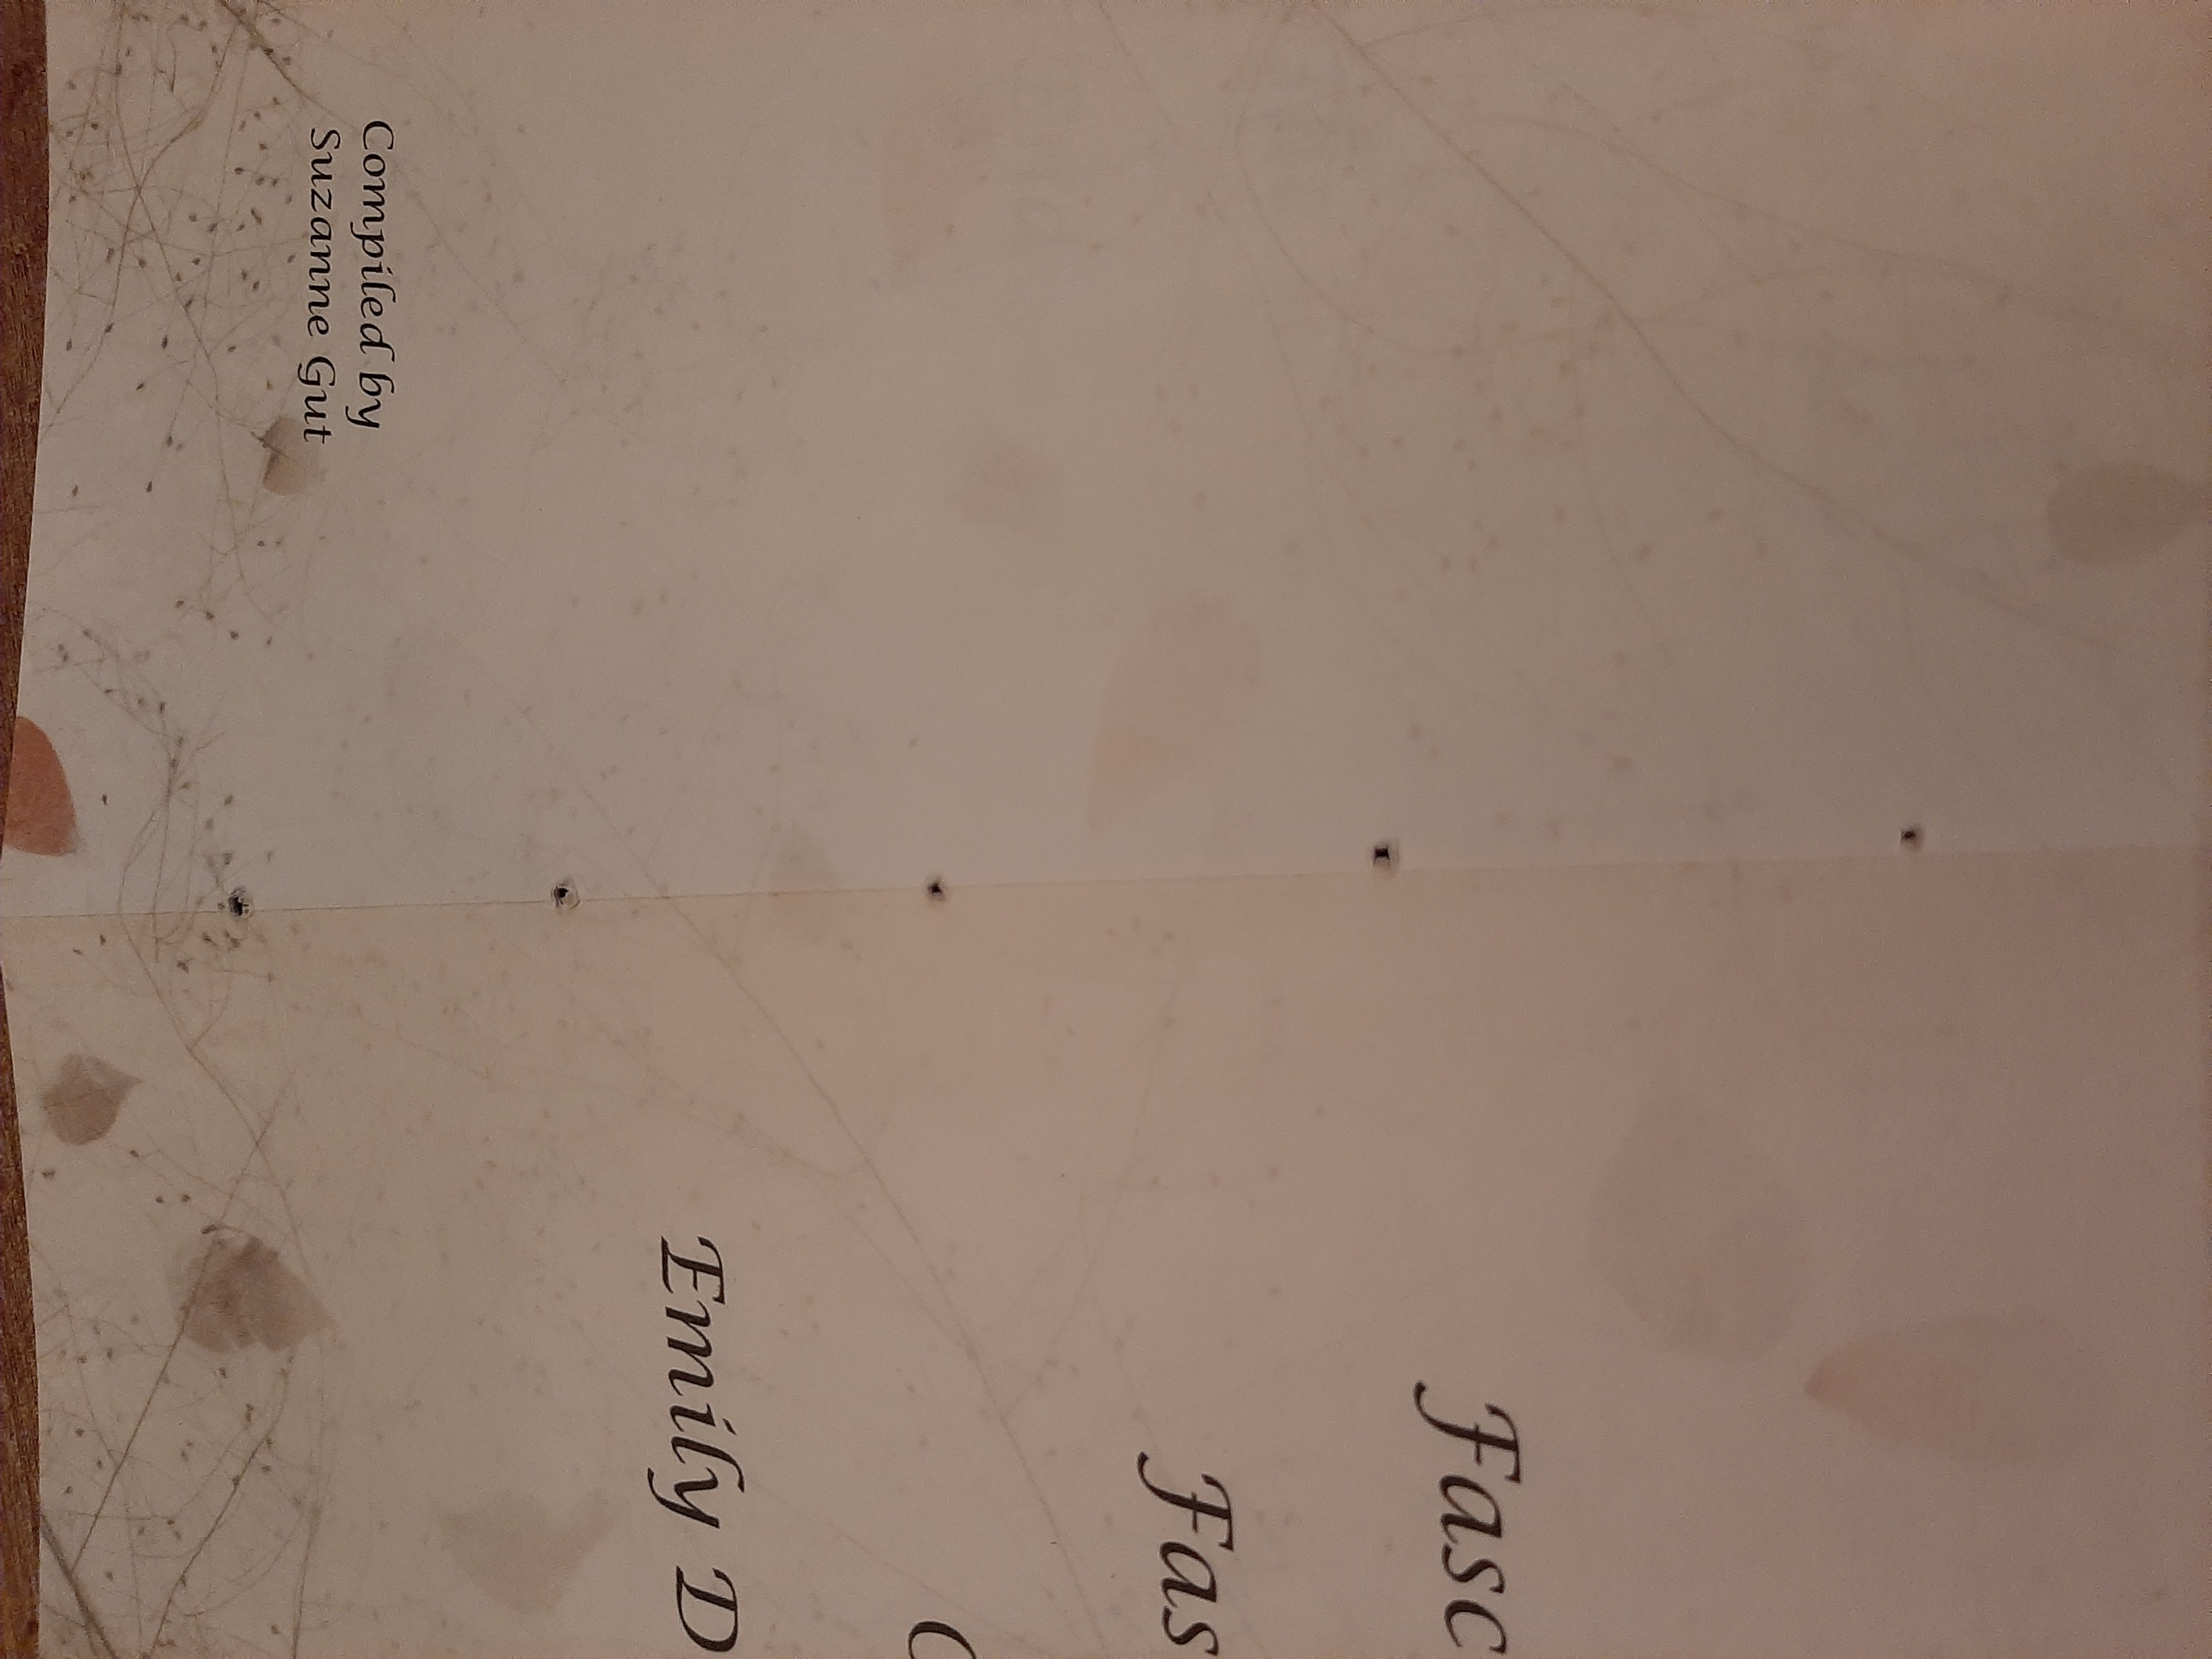 Fasc
Fas
Emily D
Compiled by
Suzanne Gut